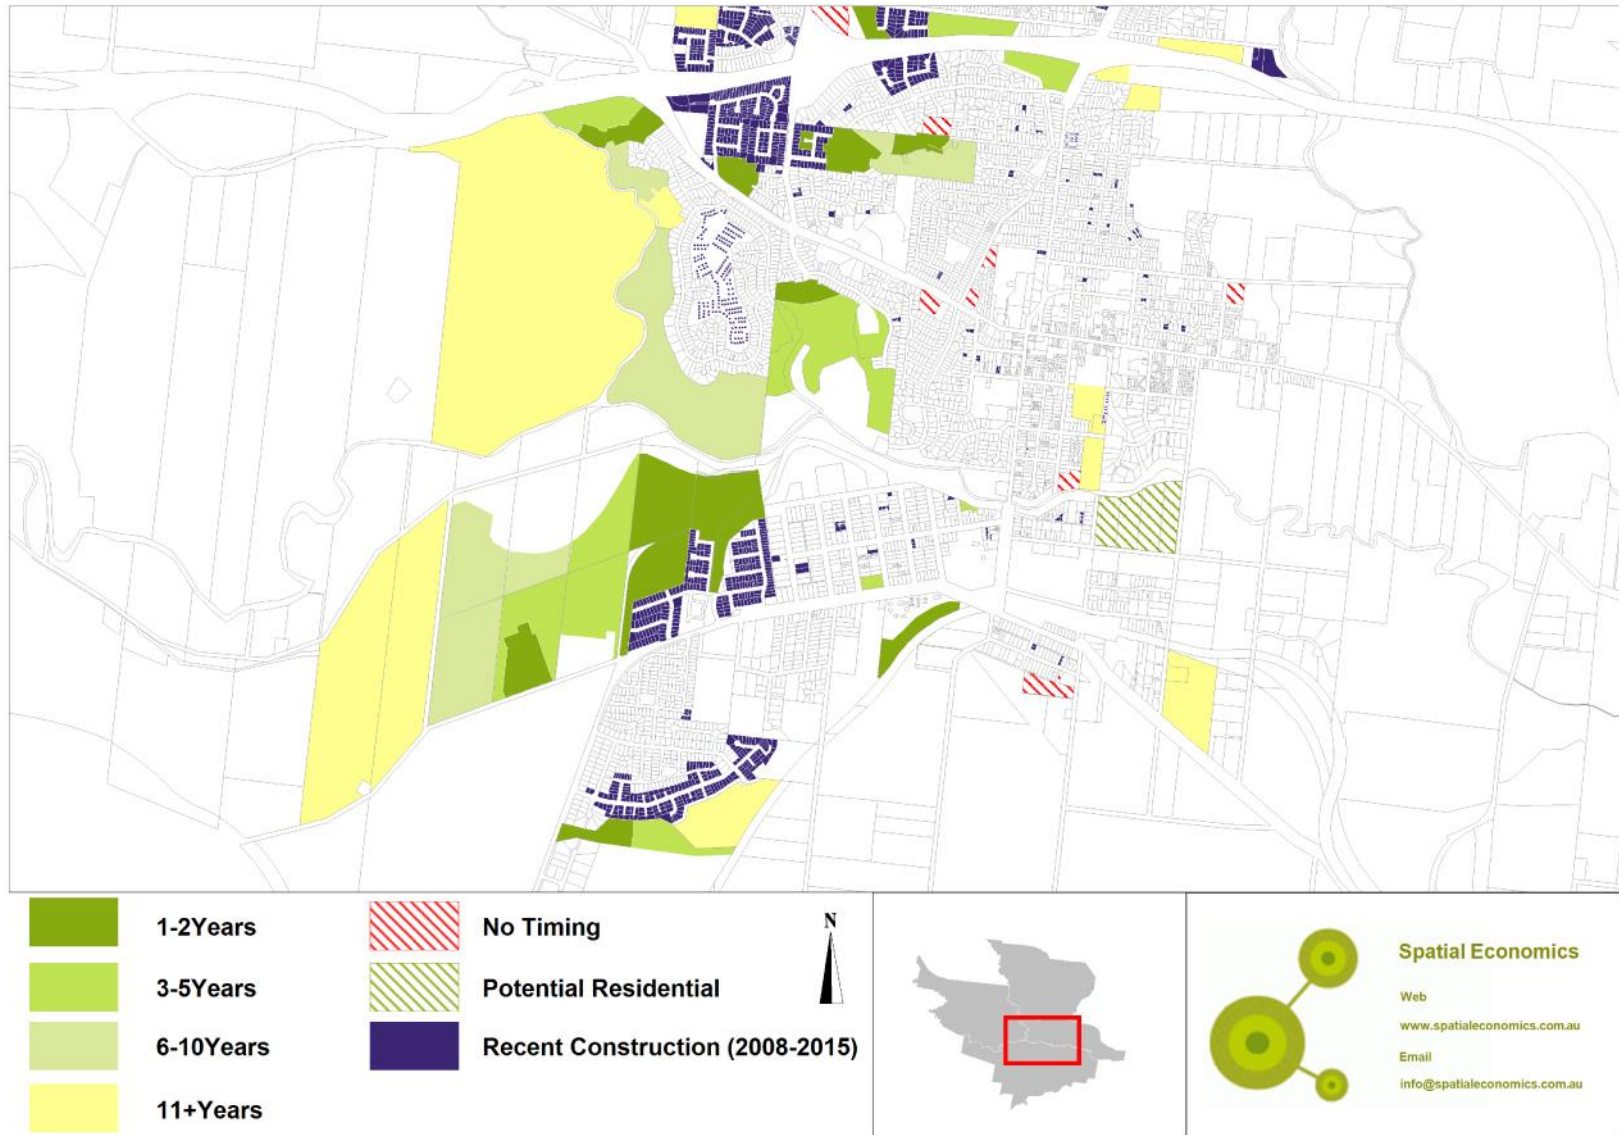 1-2Years
3-5Years
6-10Years
11+Years
No Timing
Potential Residential
Recent Construction (2008-2015)
N
Spatial Economics
Web
www.spatialeconomics.com.au
Email
info@spatialeconomics.com.au